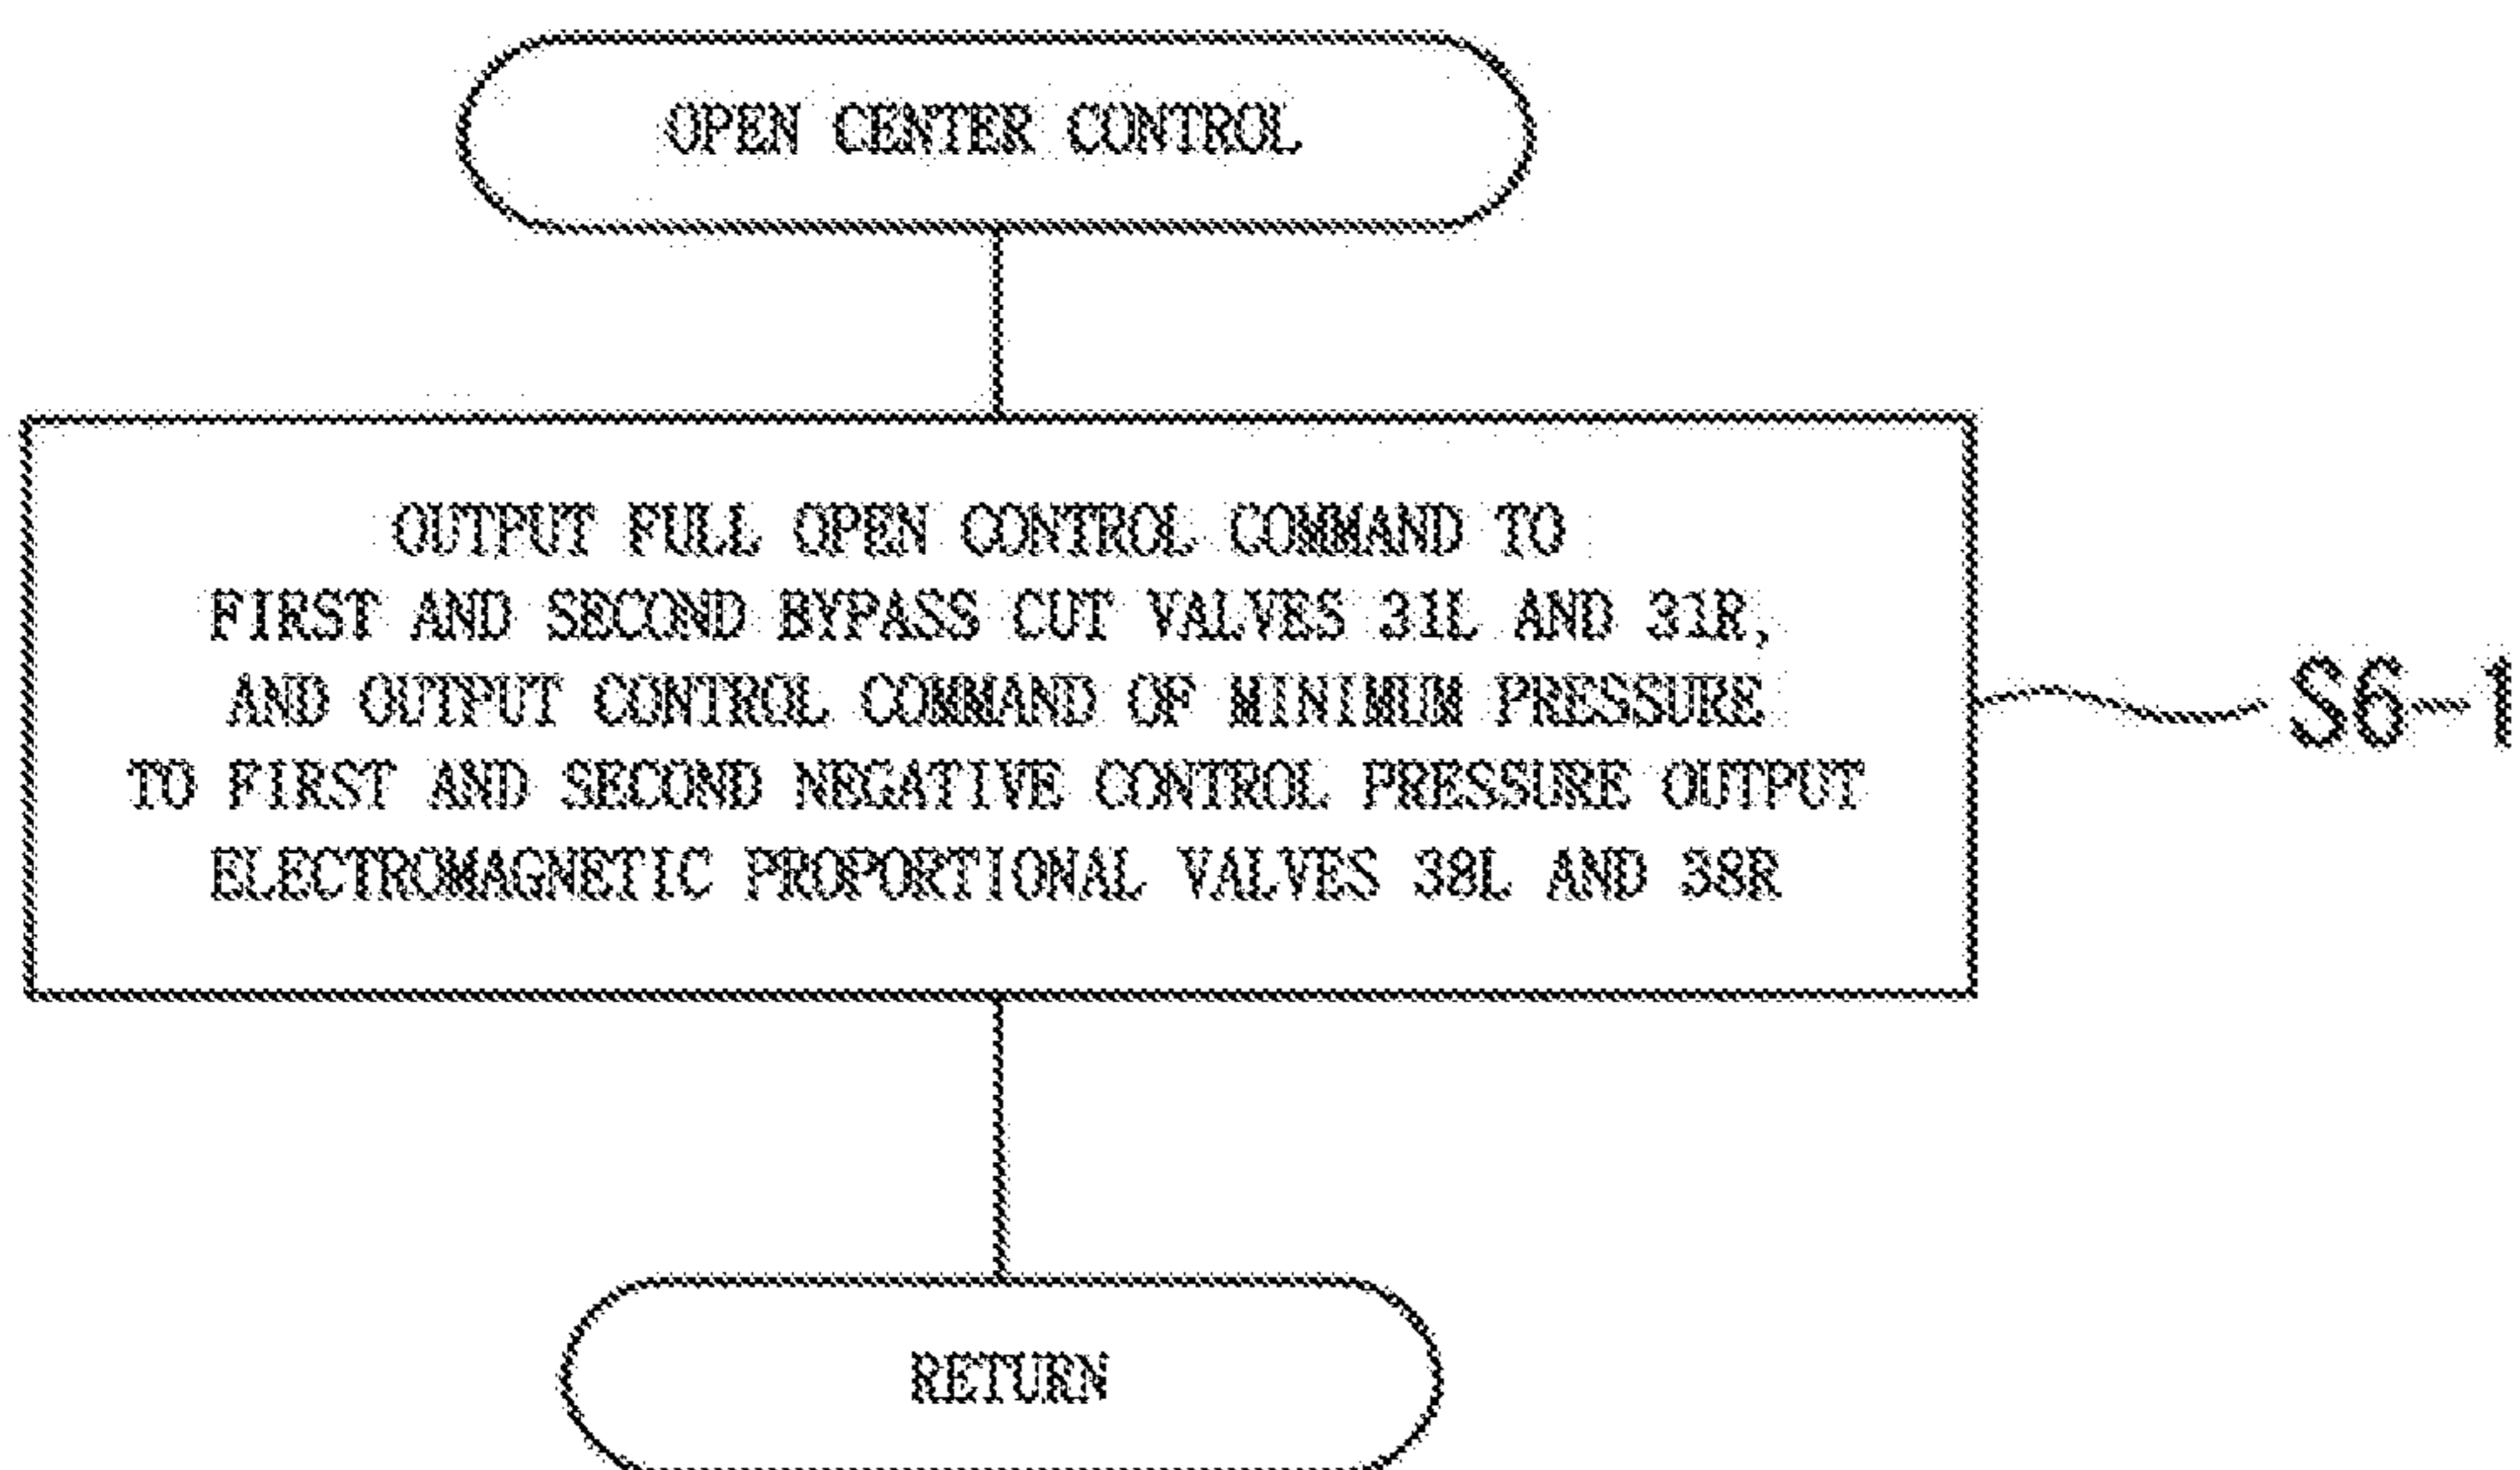 OPEN CENTER CONTROL
OUTPUT FULL OPEN CONTROL COMMAND TO
FIRST AND SECOND BYPASS CUT VALVES 31L AND 31R,
AND OUTPUT CONTROL COMMAND OF MINIMUM PRESSURE
TO FIRST AND SECOND NEGATIVE CONTROL PRESSURE OUTPUT
ELECTROMAGNETIC PROPORTIONAL VALVES 38L AND 38R
S6-1
RETURN